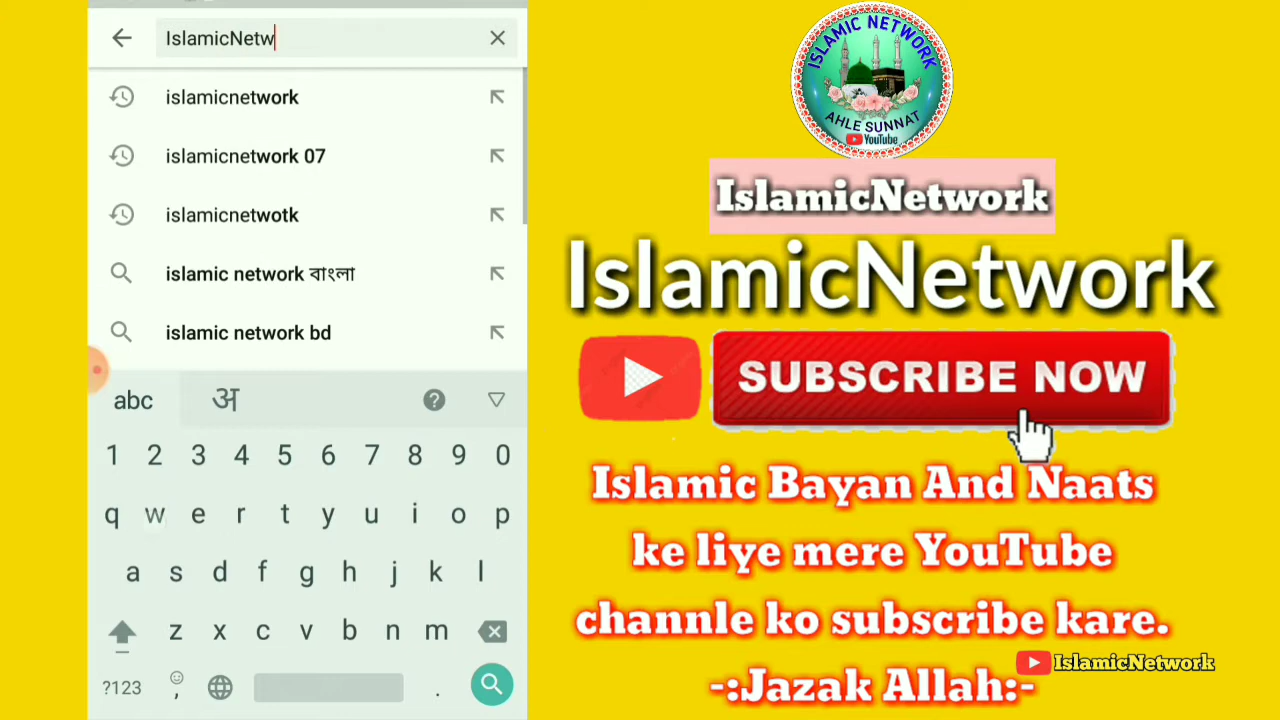 IslamicNetw
islamicnetwork
islamicnetwork 07
islamicnetwotk
islamic network বাংলা
islamic network bd
abc अ
1 2 3 4 5 6 7 8 9 0
q w e r t y u i o p
a s d f g h j k l
z x c v b n m
?123 , .
ISLAMIC NETWORK
AHLE SUNNAT
YouTube
IslamicNetwork
IslamicNetwork
SUBSCRIBE NOW
Islamic Bayan And Naats
ke liye mere YouTube
channle ko subscribe kare.
-:Jazak Allah:-
IslamicNetwork